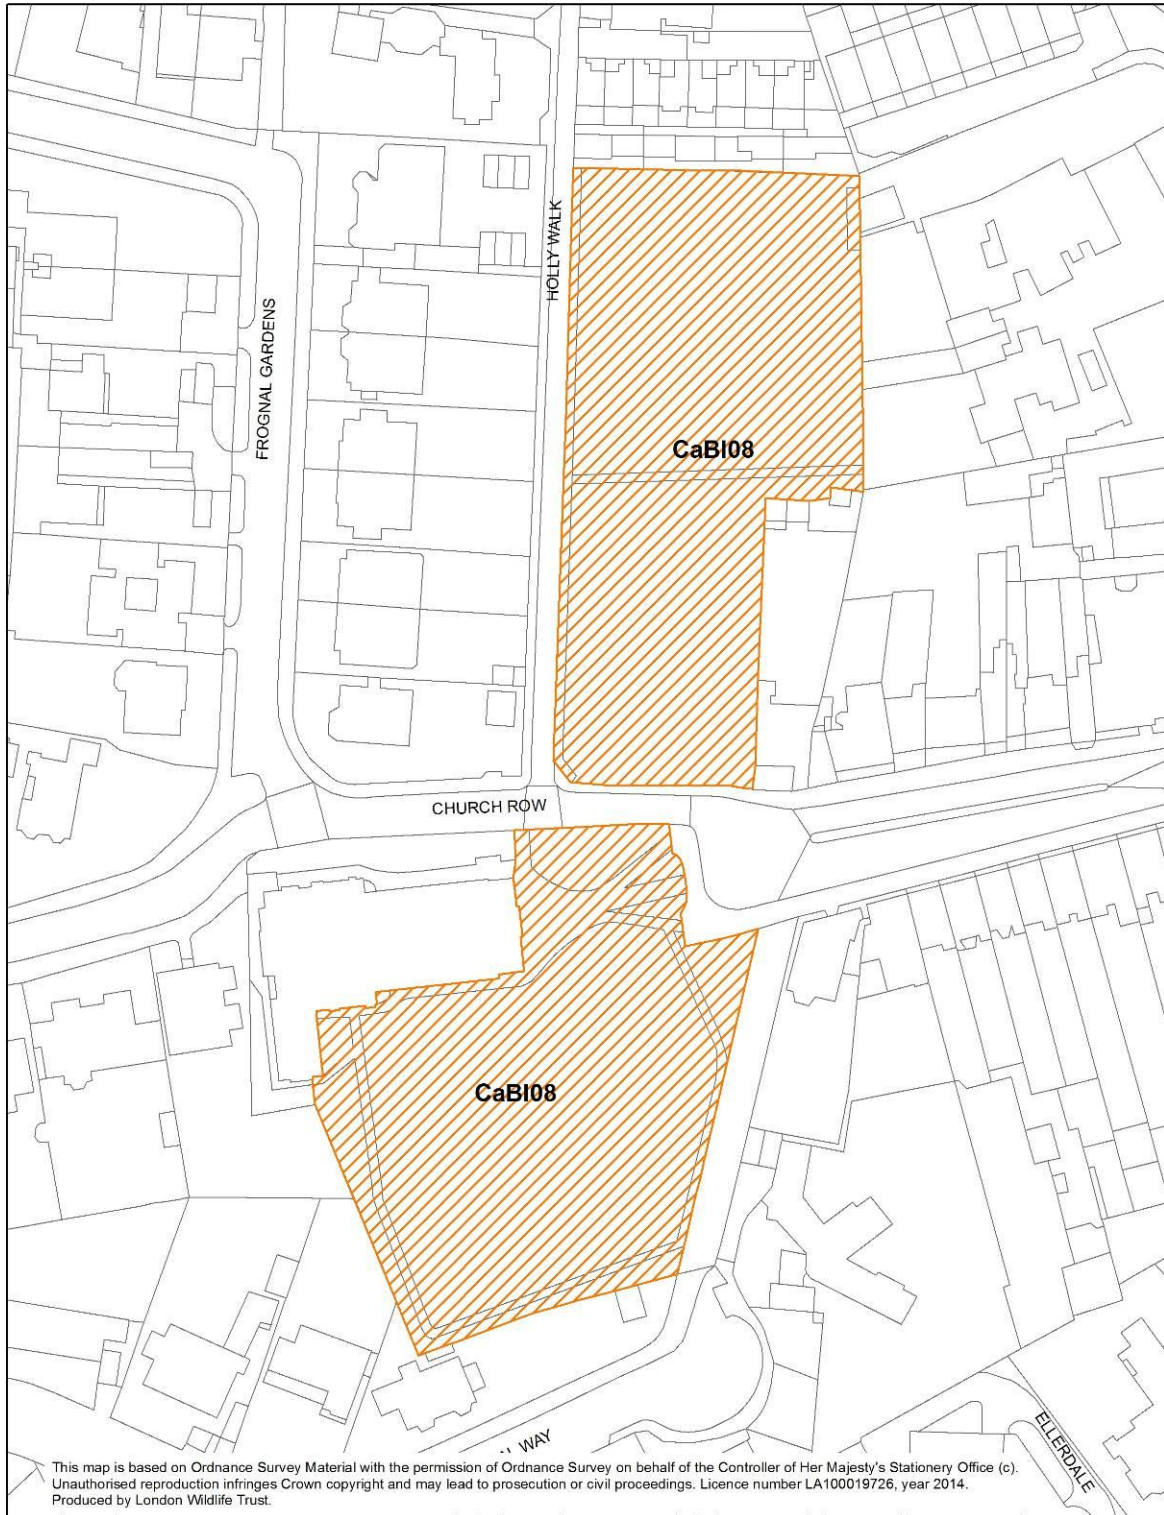 HOLLY WALK
FROGNAL GARDENS
CaBI08
CHURCH ROW
CaBI08
WAY
ELLERDALE
This map is based on Ordnance Survey Material with the permission of Ordnance Survey on behalf of the Controller of Her Majesty's Stationery Office (c).
Unauthorised reproduction infringes Crown copyright and may lead to prosecution or civil proceedings. Licence number LA100019726, year 2014.
Produced by London Wildlife Trust.